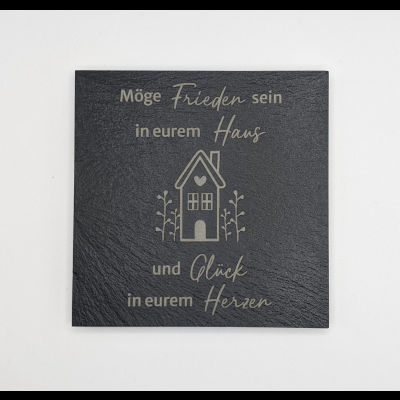 Möge Frieden sein
in eurem Haus
und Glück
in eurem Herzen